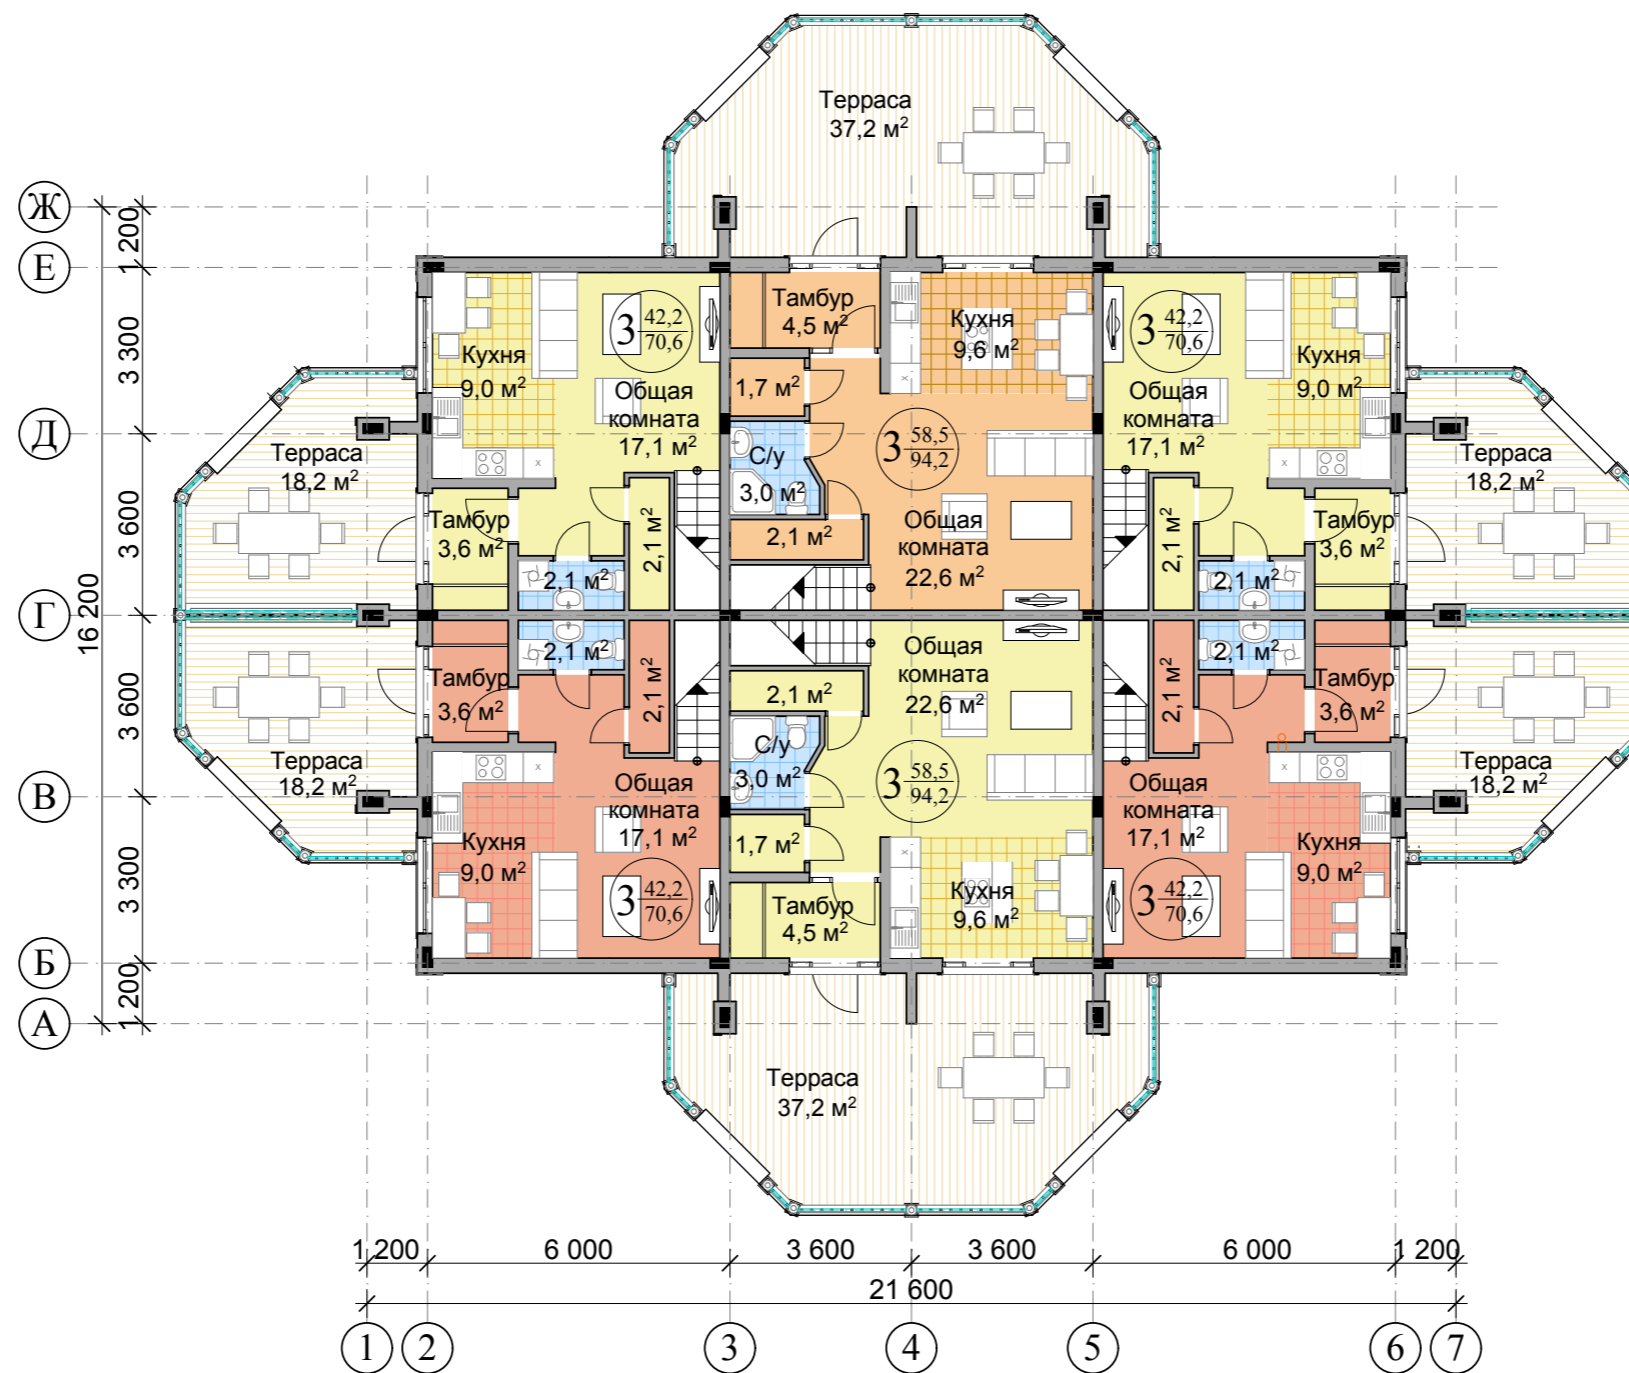 Терраса
37,2 м²
Ж
Е
Д
Г
В
Б
А
1 200
3 300
3 600
3 600
3 300
1 200
16 200
Кухня
9,0 м²
3 42,2
70,6
Общая
комната
17,1 м²
Тамбур
4,5 м²
Кухня
9,6 м²
3 42,2
70,6
Кухня
9,0 м²
Общая
комната
17,1 м²
1,7 м²
3 58,5
94,2
С/у
3,0 м²
2,1 м²
Общая
комната
22,6 м²
Терраса
18,2 м²
Тамбур
3,6 м²
2,1 м²
2,1 м²
2,1 м²
2,1 м²
Тамбур
3,6 м²
Терраса
18,2 м²
Тамбур
3,6 м²
2,1 м²
2,1 м²
Общая
комната
22,6 м²
2,1 м²
2,1 м²
2,1 м²
Тамбур
3,6 м²
Терраса
18,2 м²
С/у
3,0 м²
3 58,5
94,2
Терраса
18,2 м²
Общая
комната
17,1 м²
Кухня
9,0 м²
3 42,2
70,6
1,7 м²
Тамбур
4,5 м²
Кухня
9,6 м²
Общая
комната
17,1 м²
Кухня
9,0 м²
3 42,2
70,6
Терраса
37,2 м²
х
х
х
х
х
х
1 200
6 000
3 600
3 600
6 000
1 200
21 600
1
2
3
4
5
6
7